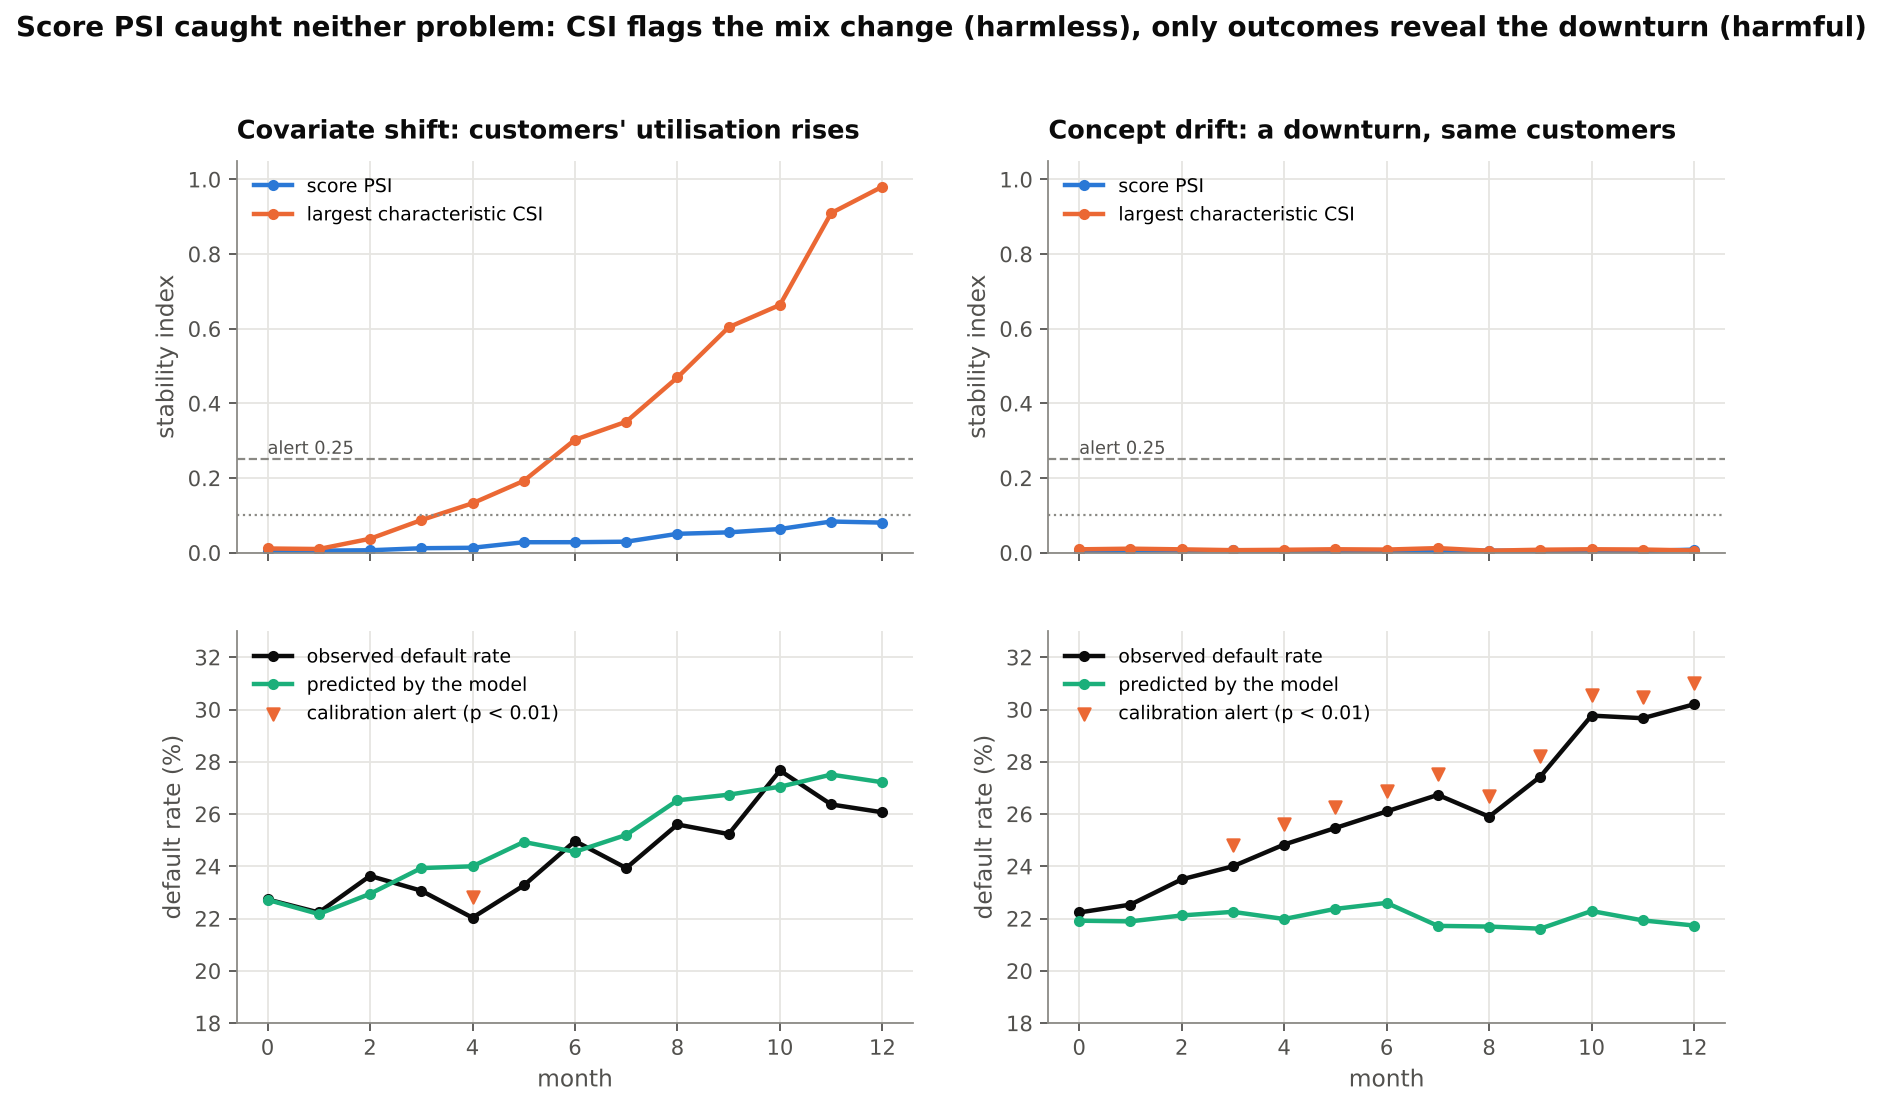 Score PSI caught neither problem: CSI flags the mix change (harmless), only outcomes reveal the downturn (harmful)
Covariate shift: customers' utilisation rises
score PSI
largest characteristic CSI
alert 0.25
stability index
1.0
0.8
0.6
0.4
0.2
0.0
Concept drift: a downturn, same customers
score PSI
largest characteristic CSI
alert 0.25
stability index
1.0
0.8
0.6
0.4
0.2
0.0
observed default rate
predicted by the model
calibration alert (p < 0.01)
default rate (%)
32
30
28
26
24
22
20
18
0 2 4 6 8 10 12
month
observed default rate
predicted by the model
calibration alert (p < 0.01)
default rate (%)
32
30
28
26
24
22
20
18
0 2 4 6 8 10 12
month